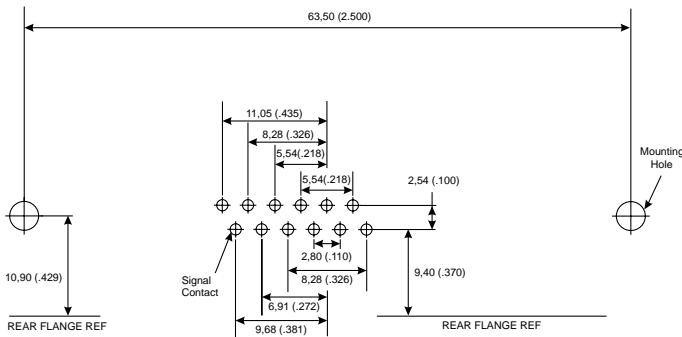 63,50 (2.500)
11,05 (.435)
8,28 (.326)
5,54 (.218)
Mounting
Hole
5,54(.218)
2,54 (.100)
2,80 (.110)
Signal
Contact
10,90 (.429)
8,28 (.326)
9,40 (.370)
6,91 (.272)
REAR FLANGE REF
REAR FLANGE REF
9,68 (.381)